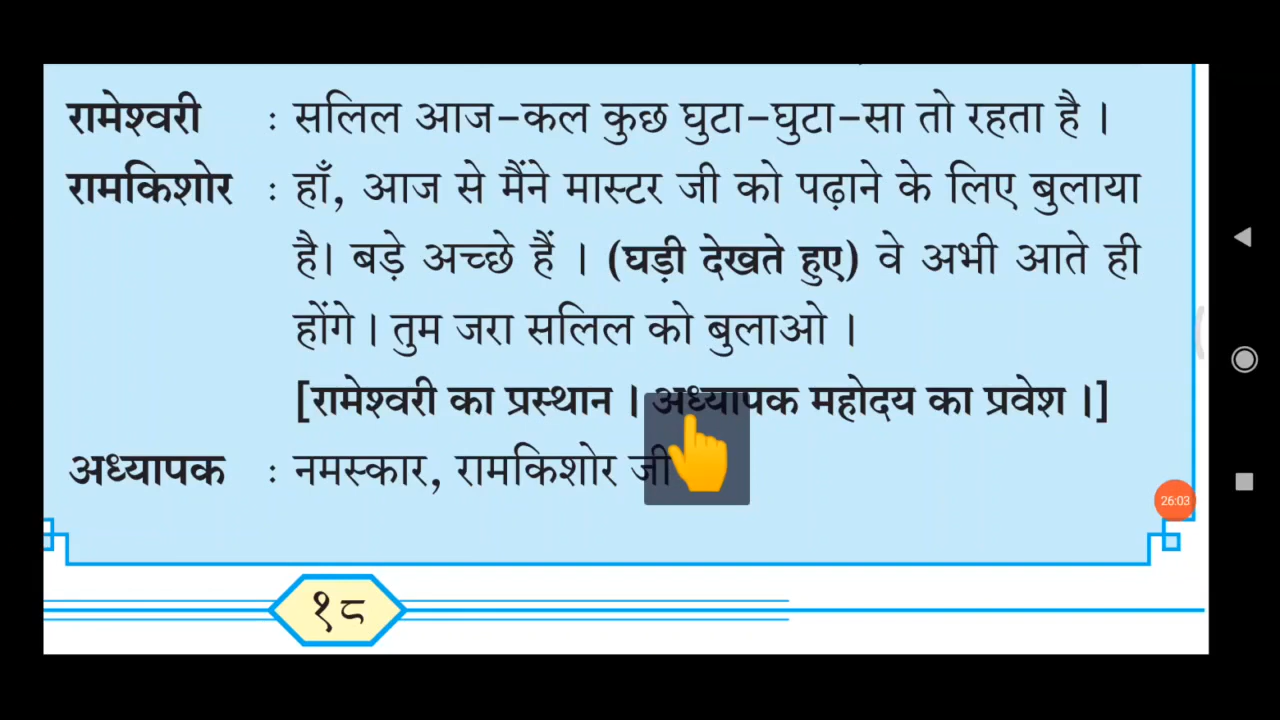 रामेश्वरी : सलिल आज-कल कुछ घुटा-घुटा-सा तो रहता है ।
रामकिशोर : हाँ, आज से मैंने मास्टर जी को पढ़ाने के लिए बुलाया
है। बड़े अच्छे हैं । (घड़ी देखते हुए) वे अभी आते ही
होंगे । तुम जरा सलिल को बुलाओ ।
[रामेश्वरी का प्रस्थान । अध्यापक महोदय का प्रवेश ।]
अध्यापक : नमस्कार, रामकिशोर जी
26:03
१८